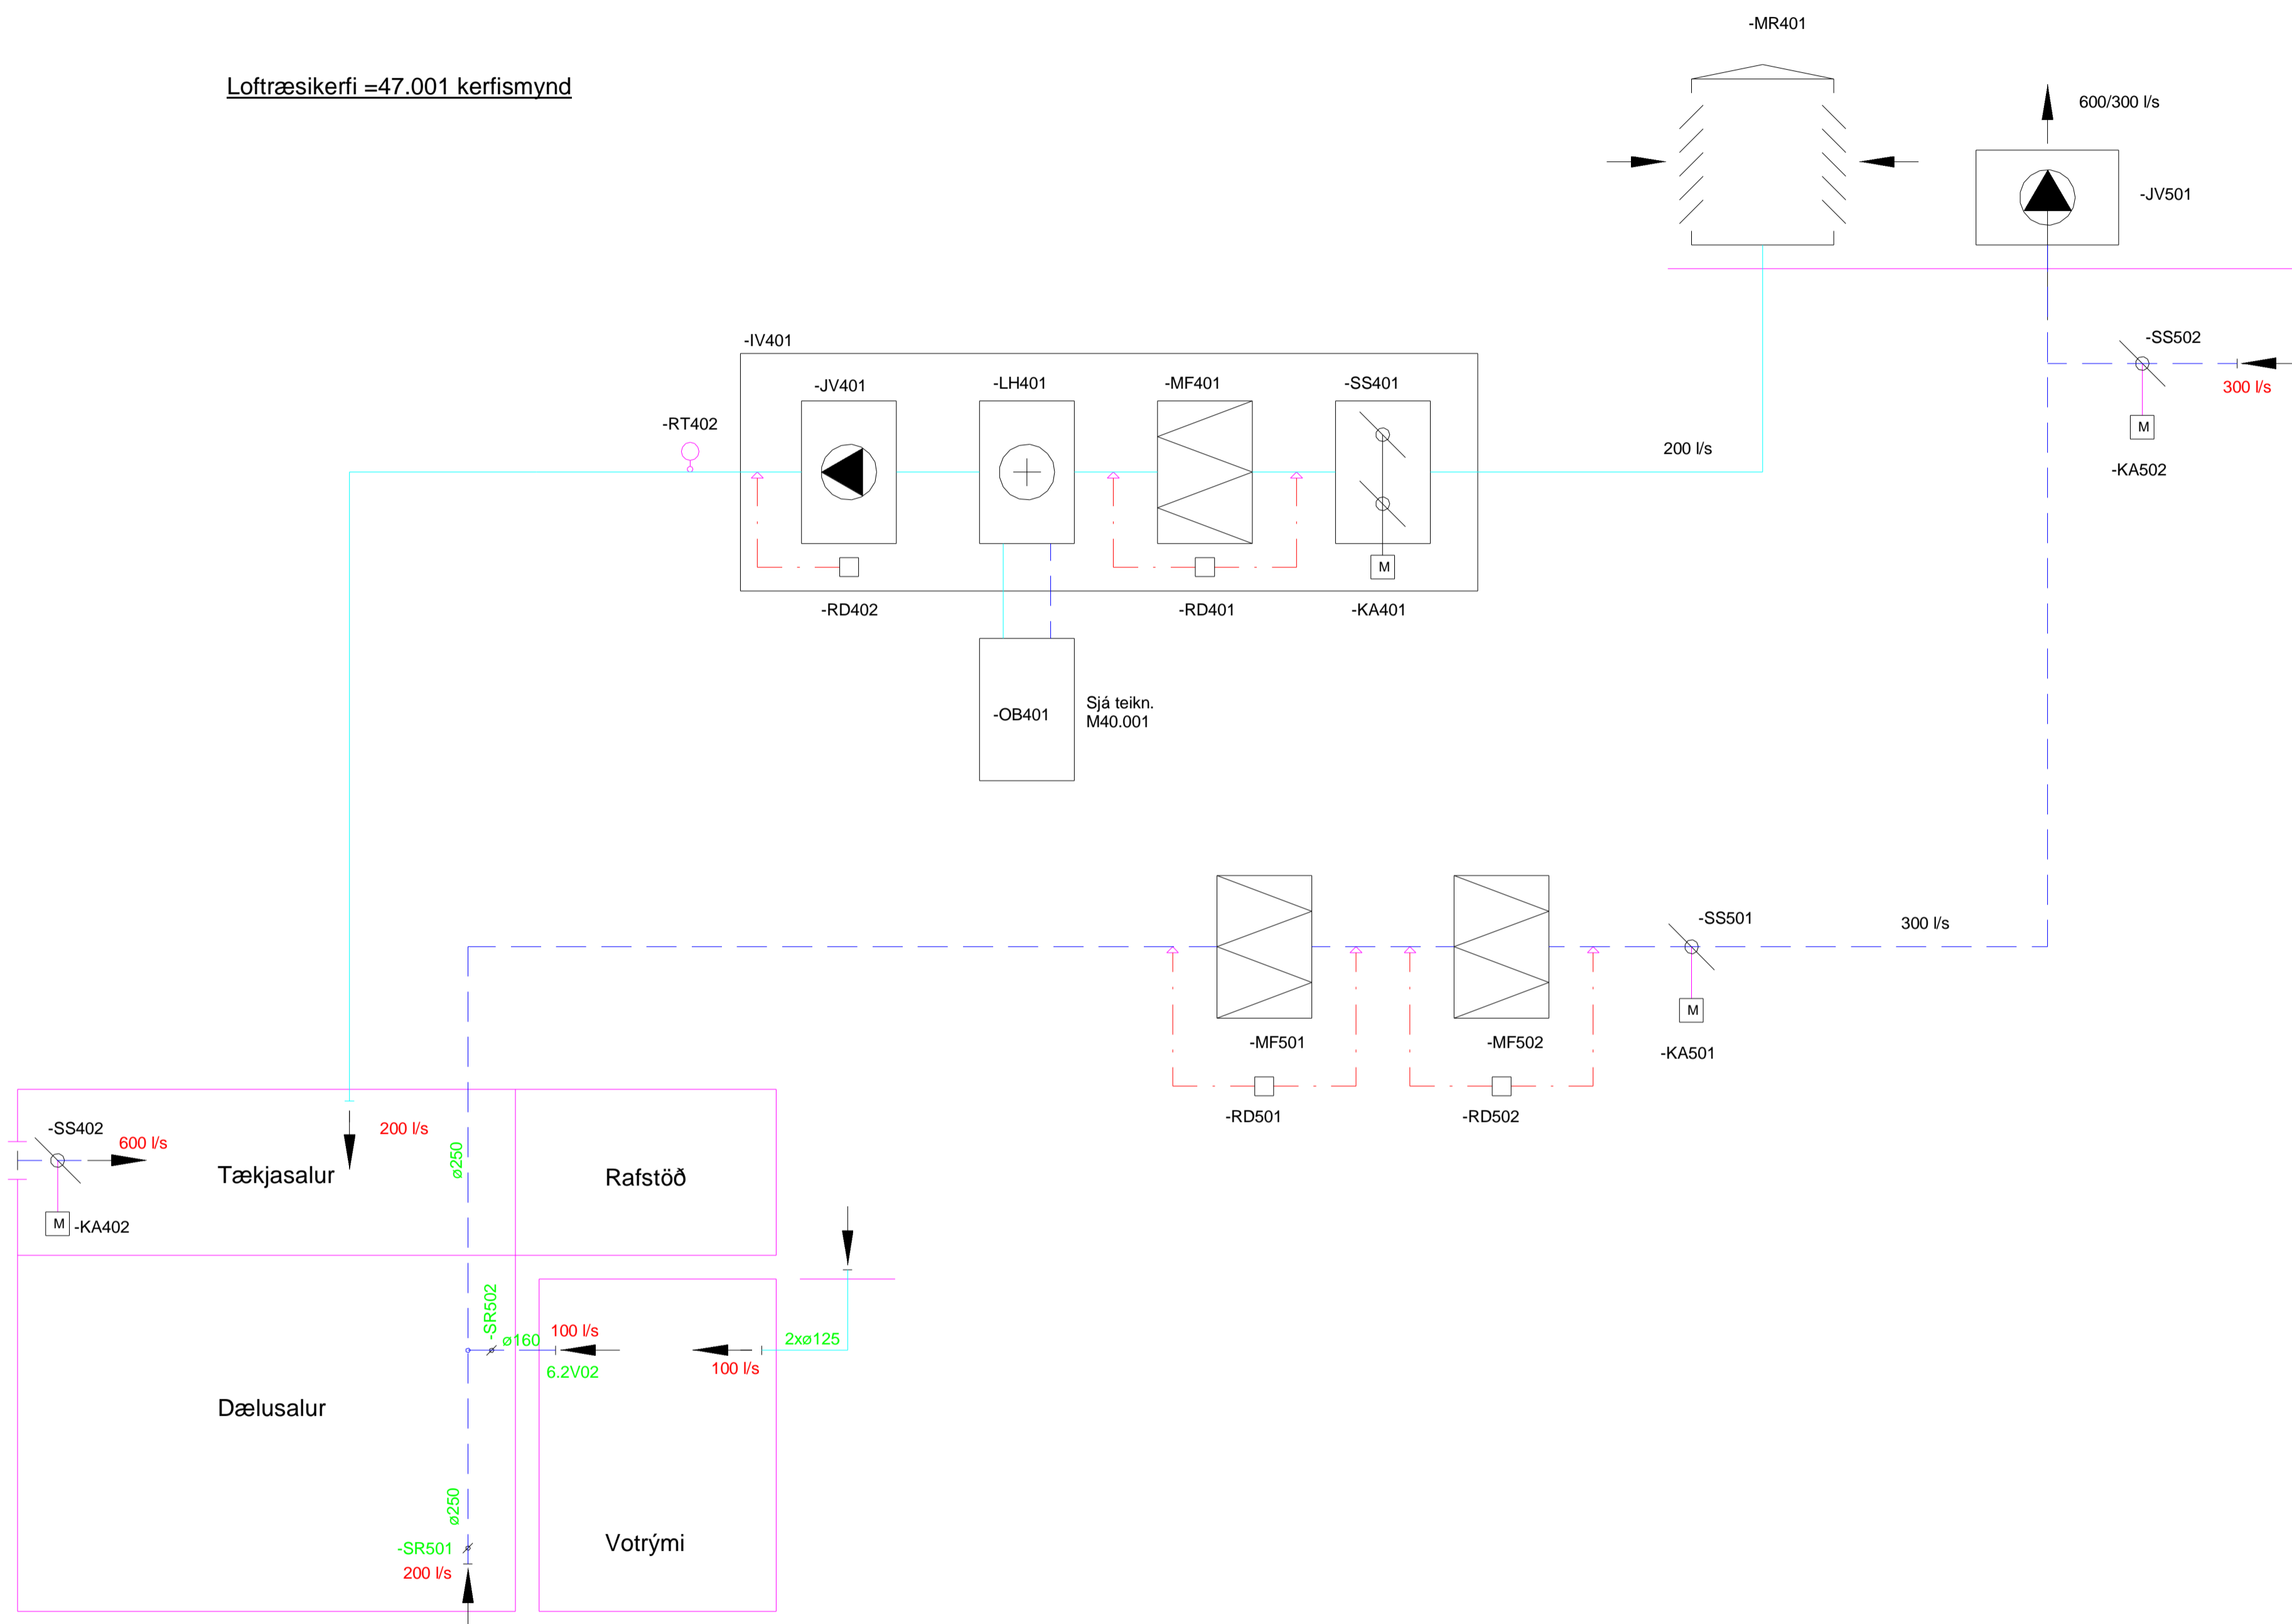 -MR401
Loftræsikerfi =47.001 kerfismynd
600/300 l/s
-JV501
-IV401
-SS502
-JV401
-LH401
-MF401
-SS401
300 l/s
-RT402
M
200 l/s
-KA502
M
-RD402
-RD401
-KA401
-OB401
Sjá teikn.
M40.001
-SS501
300 l/s
M
-MF501
-MF502
-KA501
-RD501
-RD502
-SS402
600 l/s
200 l/s
ø250
Tækjasalur
Rafstöð
M
-KA402
-SR502
ø160
100 l/s
2xø125
6.2V02
100 l/s
Dælusalur
ø250
-SR501
200 l/s
Votrými